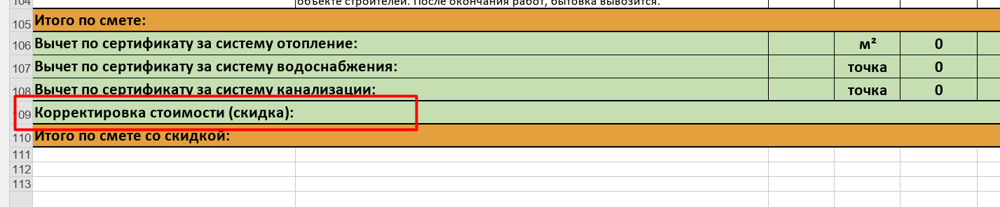 104 объекте строителей. После окончания работ, бытовка вывозится.
105 Итого по смете:
106 Вычет по сертификату за систему отопление: м² 0
107 Вычет по сертификату за систему водоснабжения: точка 0
108 Вычет по сертификату за систему канализации: точка 0
109 Корректировка стоимости (скидка):
110 Итого по смете со скидкой:
111
112
113